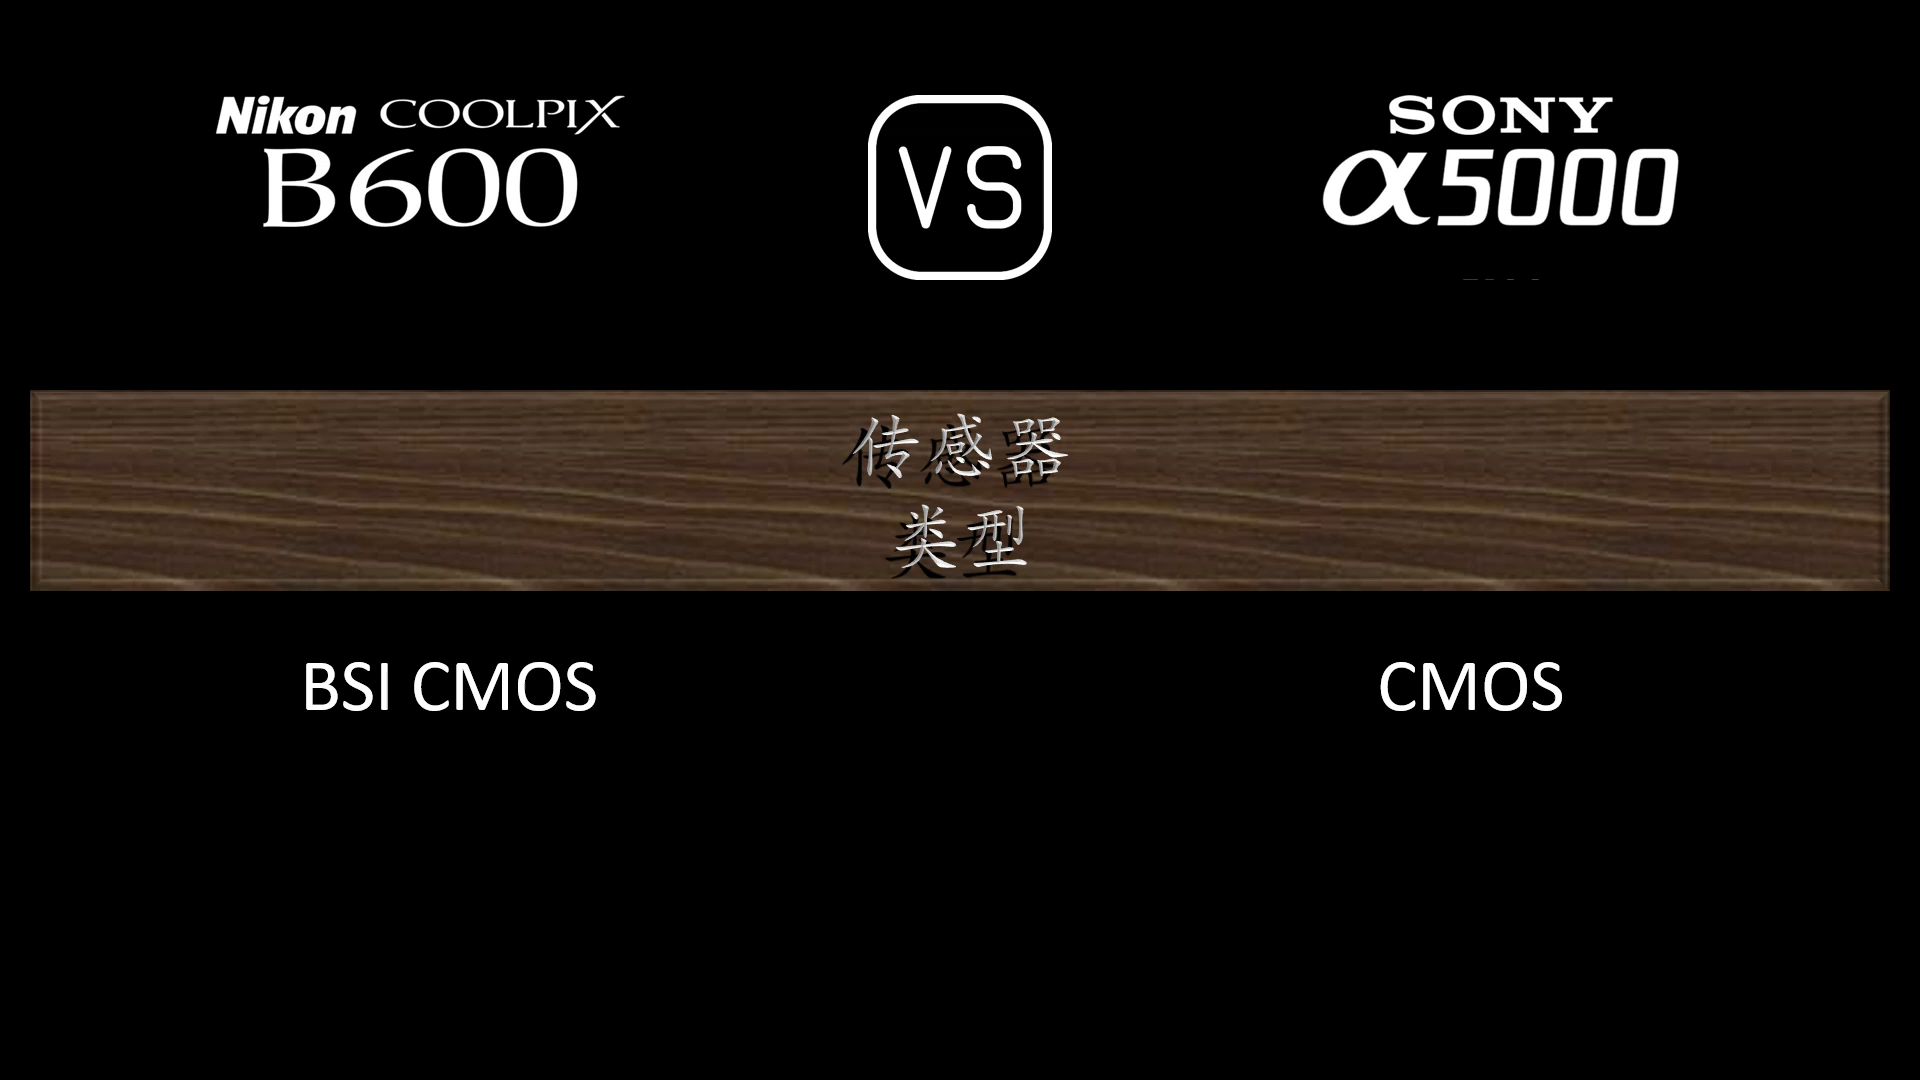 Nikon COOLPIX
B600
VS
SONY
α5000
传感器
类型
BSI CMOS
CMOS